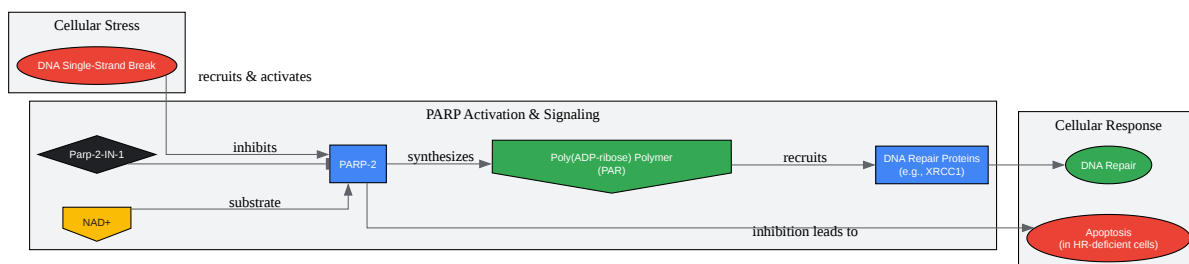 Cellular Stress
DNA Single-Strand Break
recruits & activates
PARP Activation & Signaling
Parp-2-IN-1
inhibits
PARP-2
synthesizes
Poly(ADP-ribose) Polymer
(PAR)
recruits
DNA Repair Proteins
(e.g., XRCC1)
NAD+
substrate
inhibition leads to
Cellular Response
DNA Repair
Apoptosis
(in HR-deficient cells)